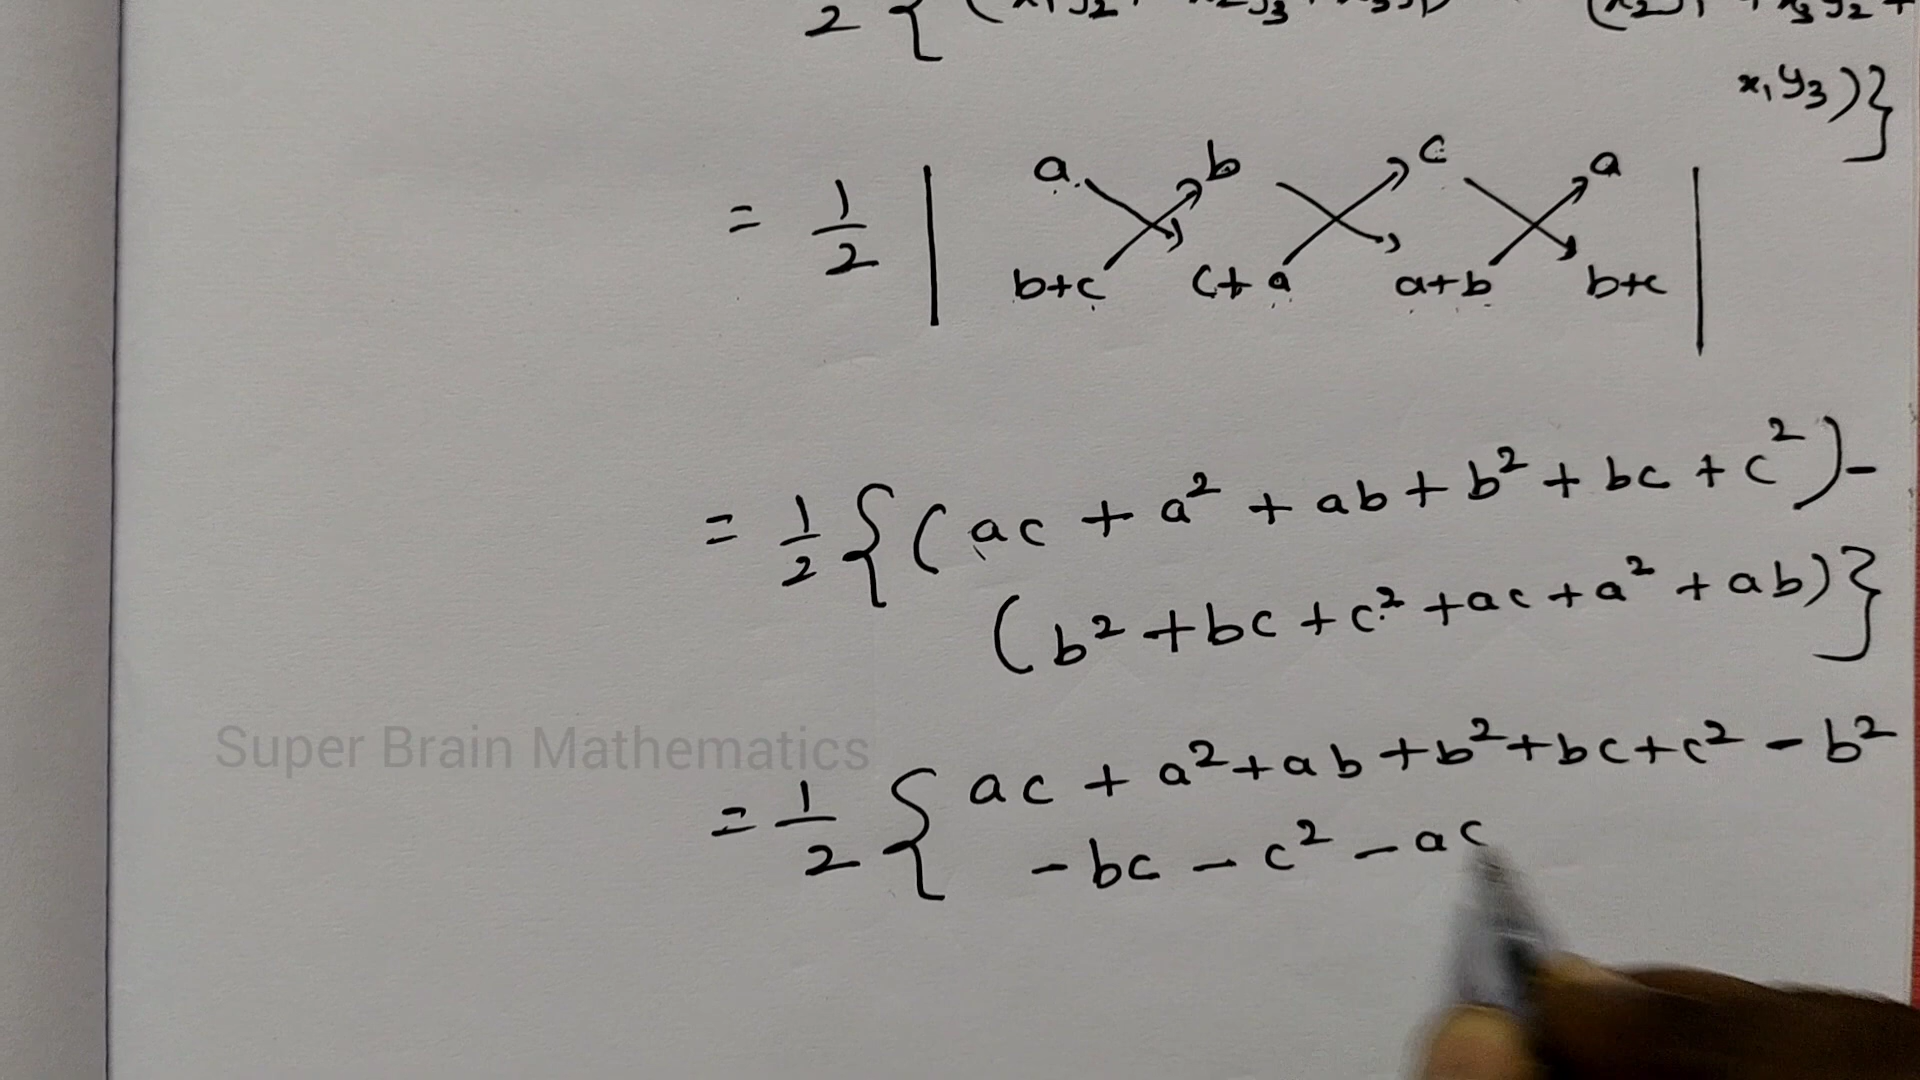 2 {
x₁y₃)}
= 1/2 | a b c a |
b+c c+a a+b b+c
= 1/2 { (ac + a² + ab + b² + bc + c²) -
(b² + bc + c² + ac + a² + ab) }
Super Brain Mathematics
= 1/2 { ac + a² + ab + b² + bc + c² - b²
- bc - c² - ac